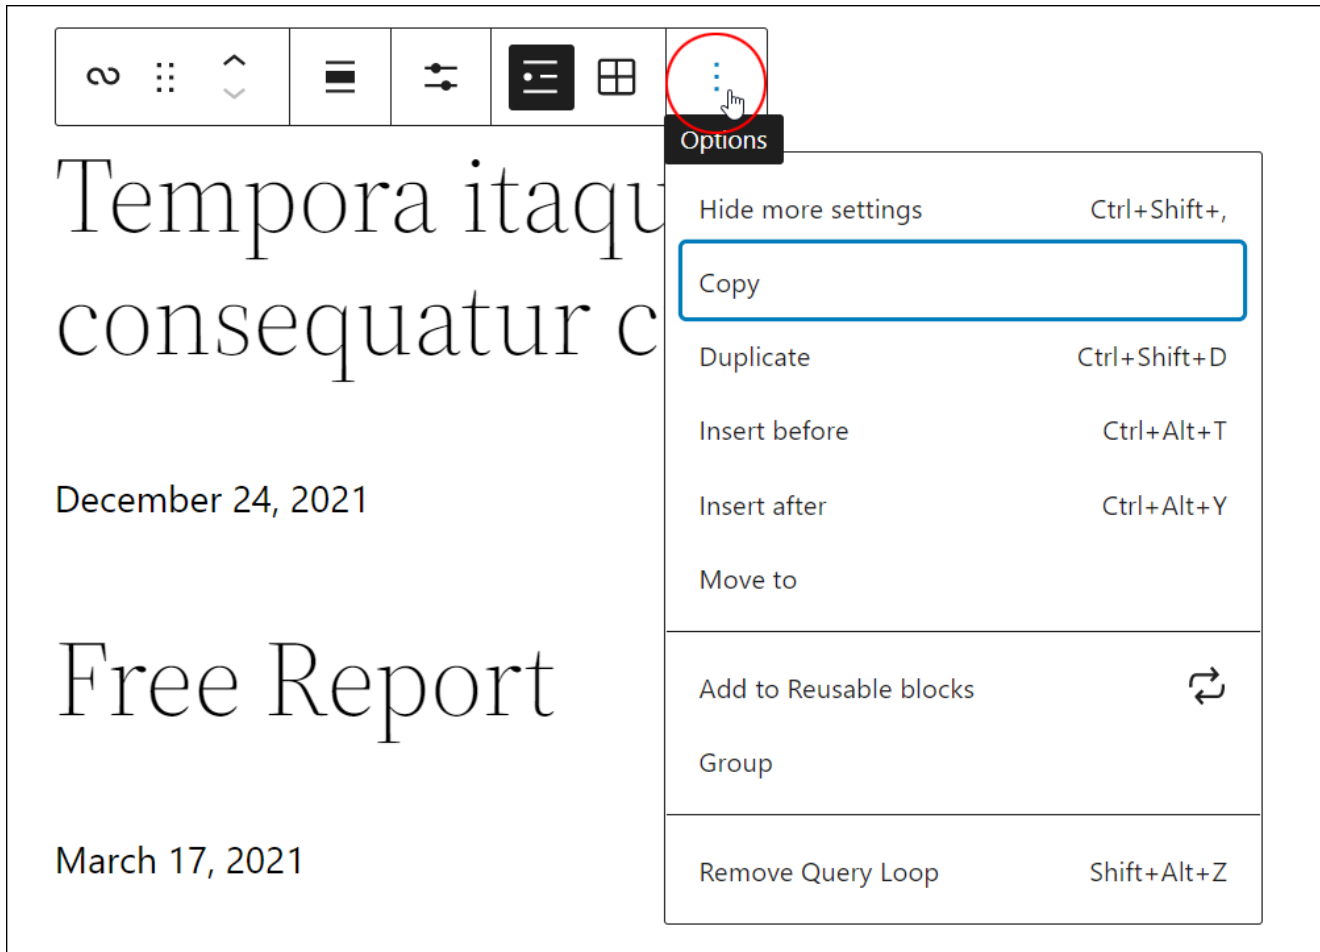 Options
Tempora itaqu
consequatur c
December 24, 2021
Free Report
March 17, 2021
Hide more settings Ctrl+Shift+,
Copy
Duplicate Ctrl+Shift+D
Insert before Ctrl+Alt+T
Insert after Ctrl+Alt+Y
Move to
Add to Reusable blocks
Group
Remove Query Loop Shift+Alt+Z